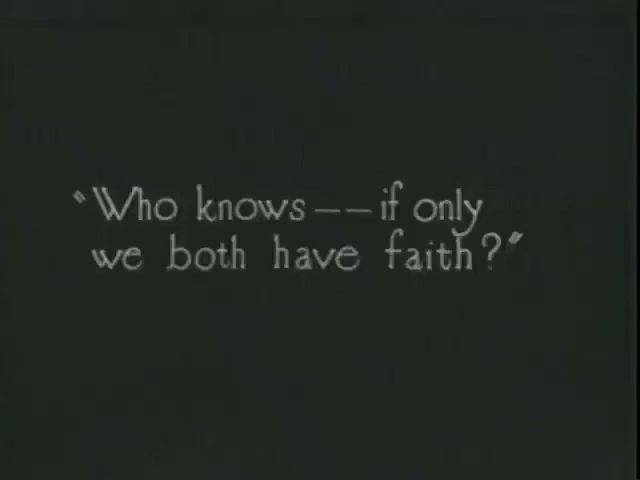 "Who knows — — if only
we both have faith?"